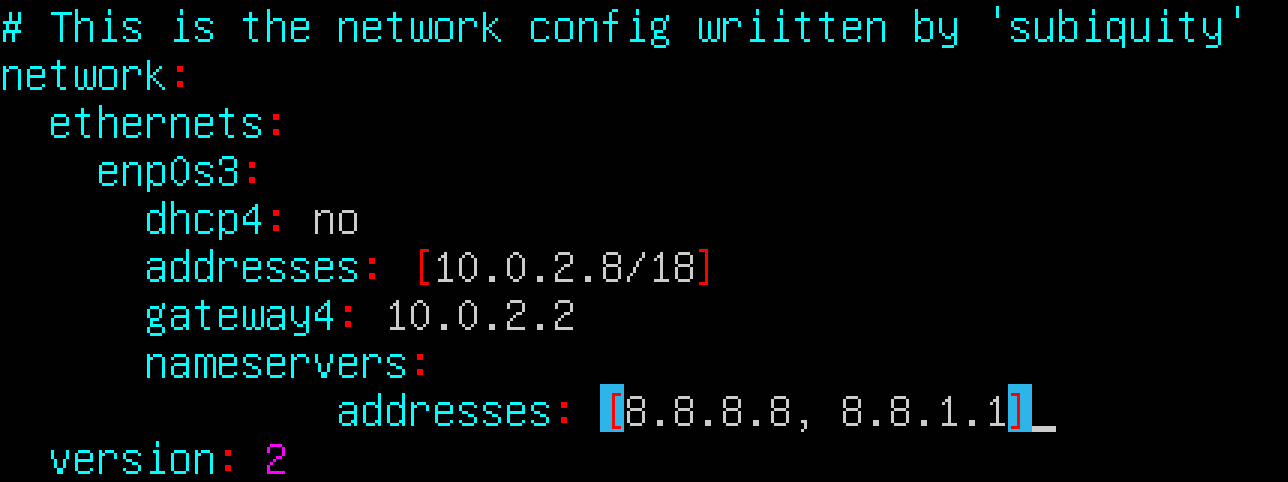 # This is the network config wriitten by 'subiquity'
network:
  ethernets:
    enp0s3:
      dhcp4: no
      addresses: [10.0.2.8/18]
      gateway4: 10.0.2.2
      nameservers:
              addresses: [8.8.8.8, 8.8.1.1]
  version: 2